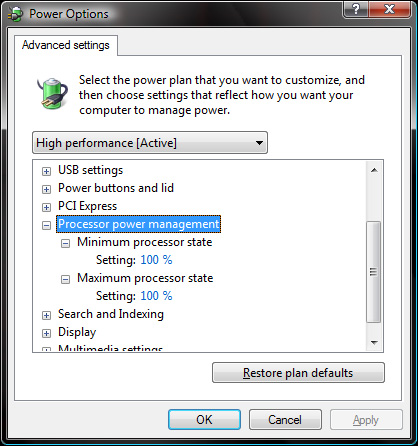 Power Options
Advanced settings
Select the power plan that you want to customize, and
then choose settings that reflect how you want your
computer to manage power.
High performance [Active]
USB settings
Power buttons and lid
PCI Express
Processor power management
Minimum processor state
Setting: 100 %
Maximum processor state
Setting: 100 %
Search and Indexing
Display
Multimedia settings
Restore plan defaults
OK
Cancel
Apply